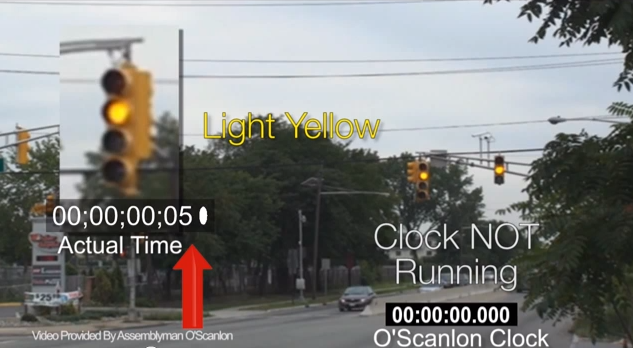 Light Yellow
00;00;00;05
Actual Time
Clock NOT
Running
00:00:00.000
O'Scanlon Clock
Video Provided By Assemblyman O'Scanlon